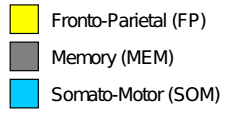 Fronto-Parietal (FP)
Memory (MEM)
Somato-Motor (SOM)